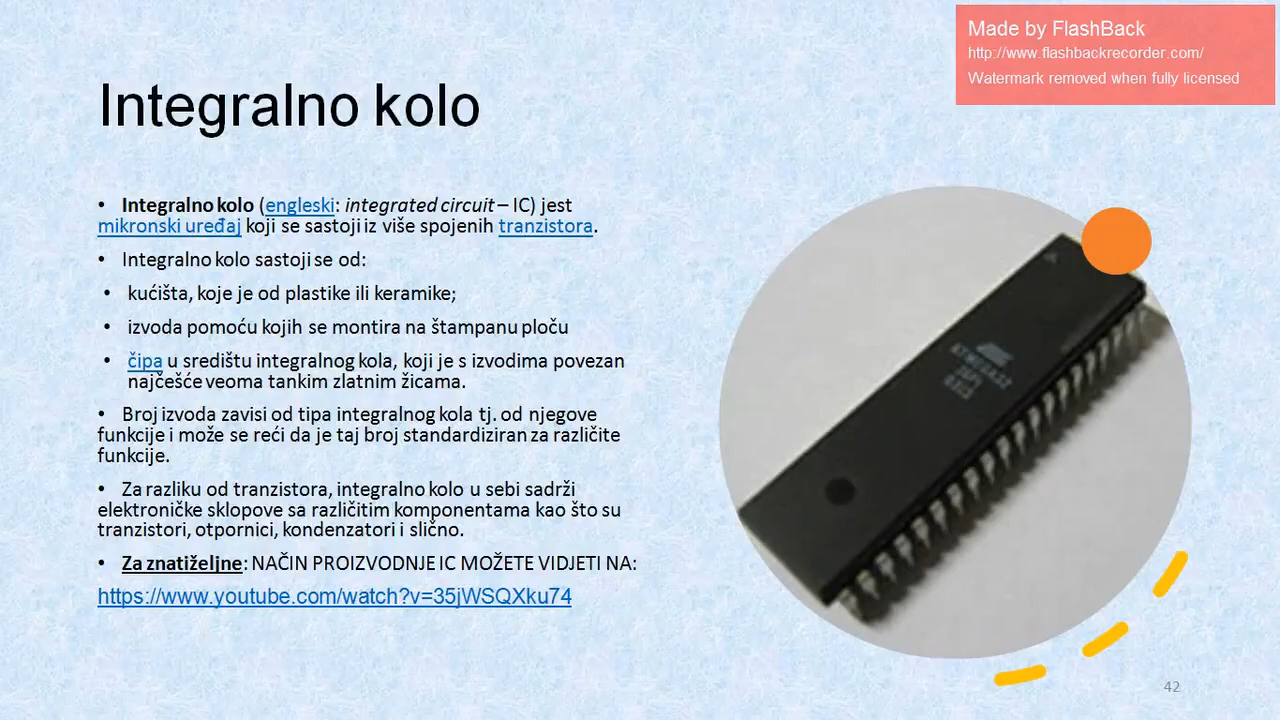 Made by FlashBack
http://www.flashbackrecorder.com/
Watermark removed when fully licensed
Integralno kolo
• Integralno kolo (engleski: integrated circuit – IC) jest
mikronski uređaj koji se sastoji iz više spojenih tranzistora.
• Integralno kolo sastoji se od:
• kućišta, koje je od plastike ili keramike;
• izvoda pomoću kojih se montira na štampanu ploču
• čipa u središtu integralnog kola, koji je s izvodima povezan
najčešće veoma tankim zlatnim žicama.
• Broj izvoda zavisi od tipa integralnog kola tj. od njegove
funkcije i može se reći da je taj broj standardiziran za različite
funkcije.
• Za razliku od tranzistora, integralno kolo u sebi sadrži
elektroničke sklopove sa različitim komponentama kao što su
tranzistori, otpornici, kondenzatori i slično.
• Za znatiželjne: NAČIN PROIZVODNJE IC MOŽETE VIDJETI NA:
https://www.youtube.com/watch?v=35jWSQXku74
42